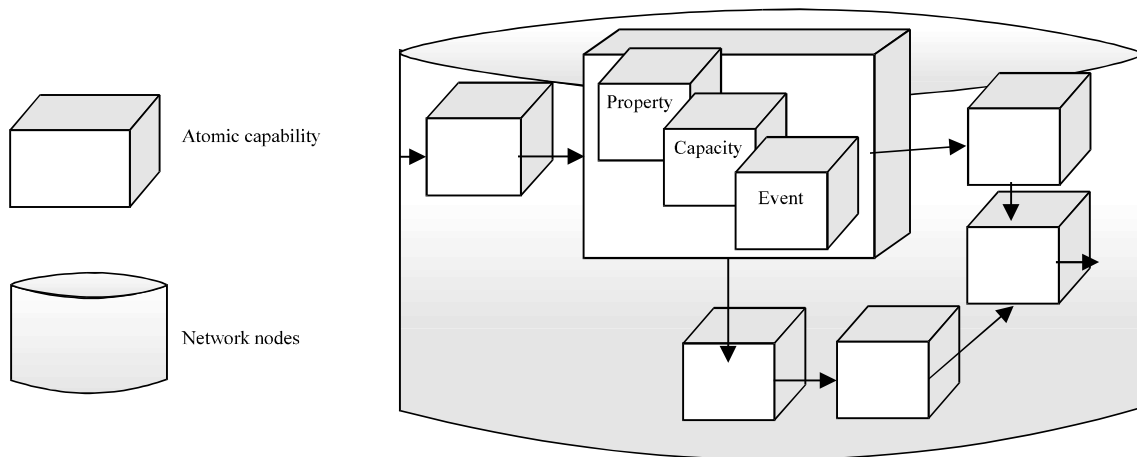 Atomic capability
Network nodes
Property
Capacity
Event